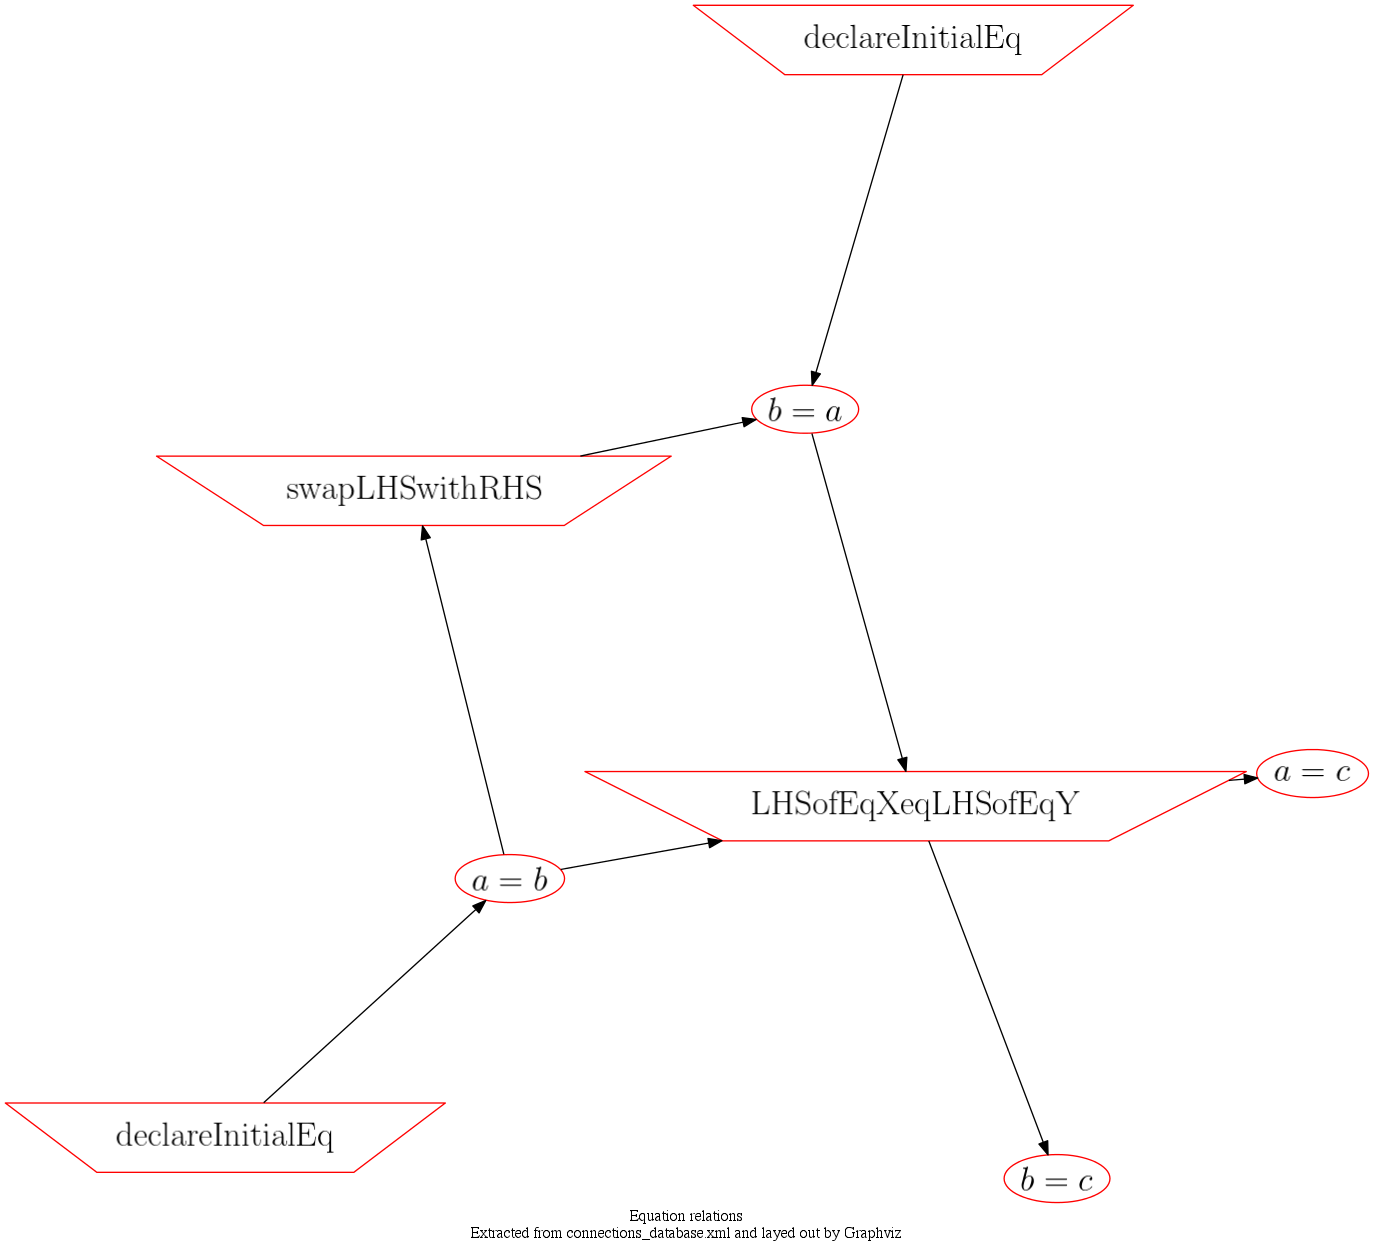 declareInitialEq
b = a
swapLHSwithRHS
a = c
LHSofEqXeqLHSofEqY
a = b
declareInitialEq
b = c
Equation relations
Extracted from connections_database.xml and layed out by Graphviz